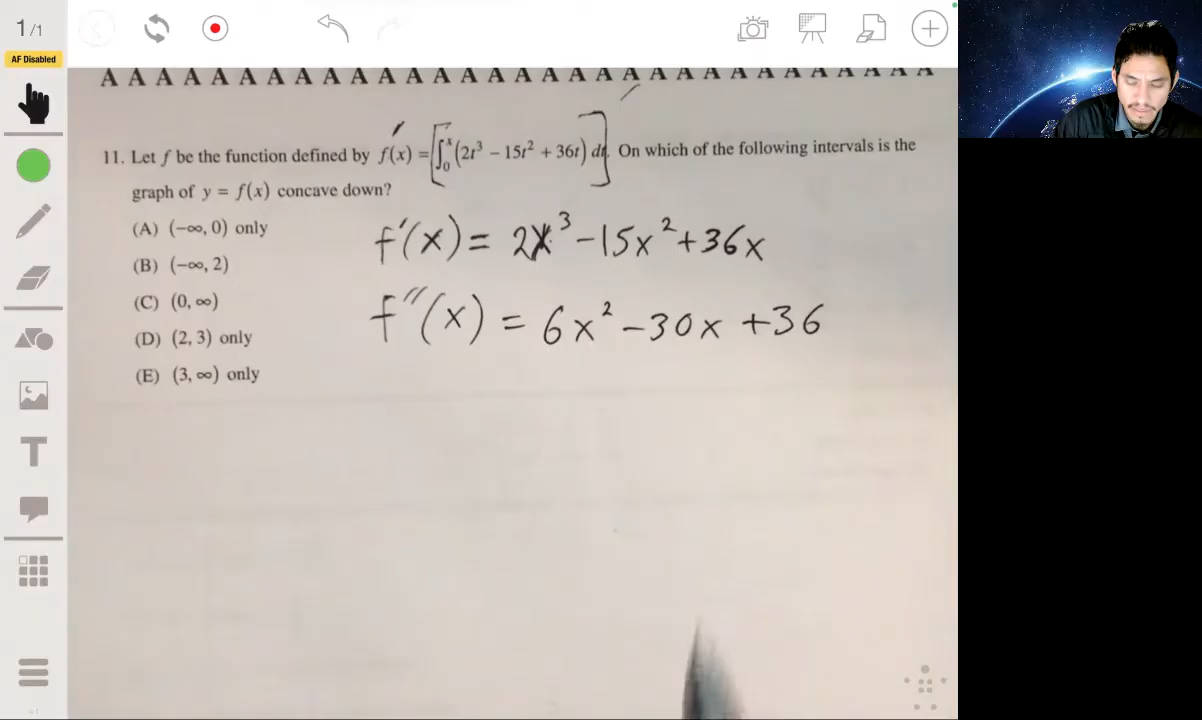 1/1
AF Disabled
A A A A A A A A A A A A A A A A A A A A A A A A A A A A A A A
11. Let f be the function defined by f′(x) = [∫₀ˣ (2t³ − 15t² + 36t) dt]′. On which of the following intervals is the
graph of y = f(x) concave down?
(A) (−∞, 0) only
(B) (−∞, 2)
(C) (0, ∞)
(D) (2, 3) only
(E) (3, ∞) only
f′(x) = 2x³ − 15x² + 36x
f″(x) = 6x² − 30x + 36
T